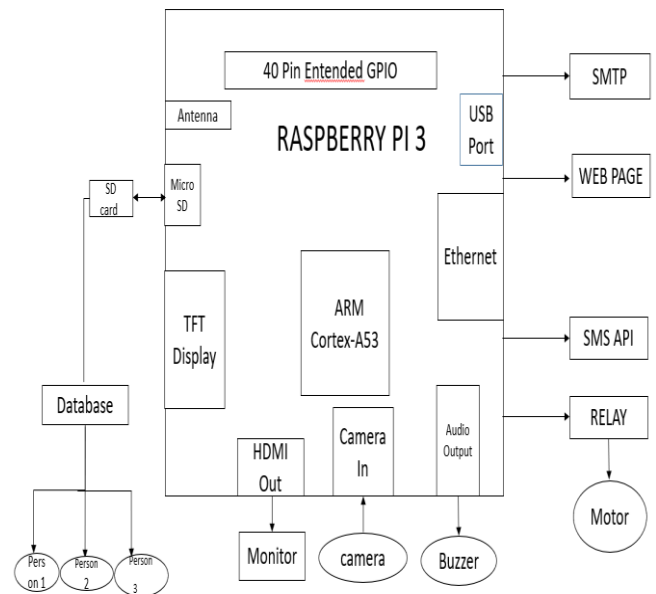 40 Pin Entended GPIO
SMTP
Antenna
USB
Port
RASPBERRY PI 3
WEB PAGE
SD
card
Micro
SD
Ethernet
ARM
Cortex-A53
TFT
Display
SMS API
Database
RELAY
HDMI
Out
Camera
In
Audio
Output
Motor
Monitor
camera
Buzzer
Pers
on 1
Person
2
Person
3